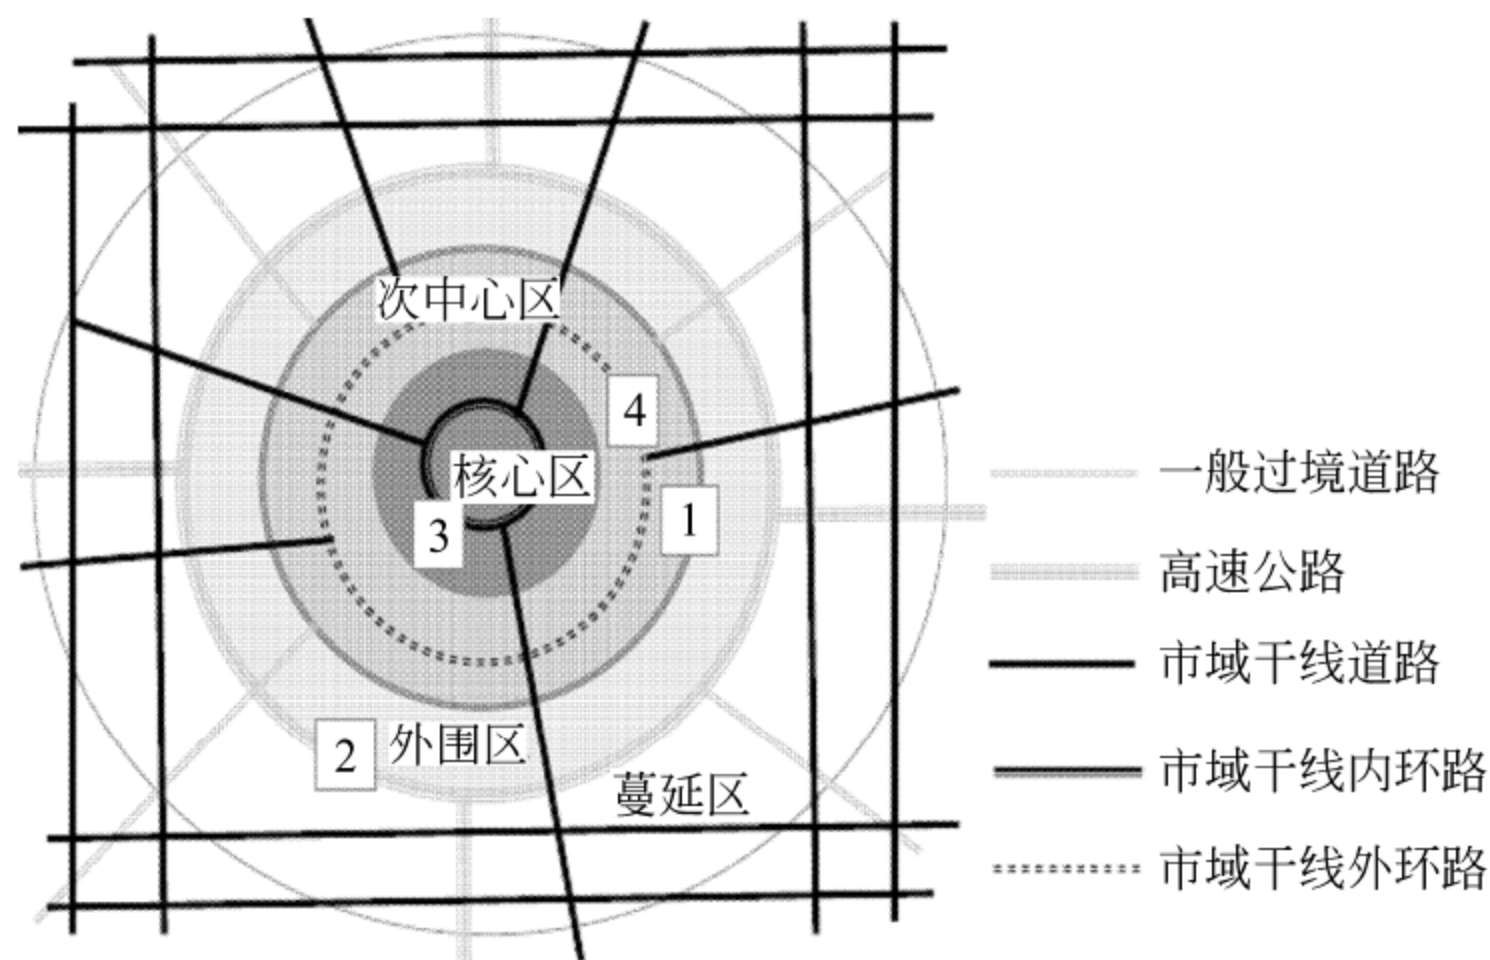 次中心区
4
核心区
1
3
2
外围区
蔓延区
一般过境道路
高速公路
市域干线道路
市域干线内环路
市域干线外环路